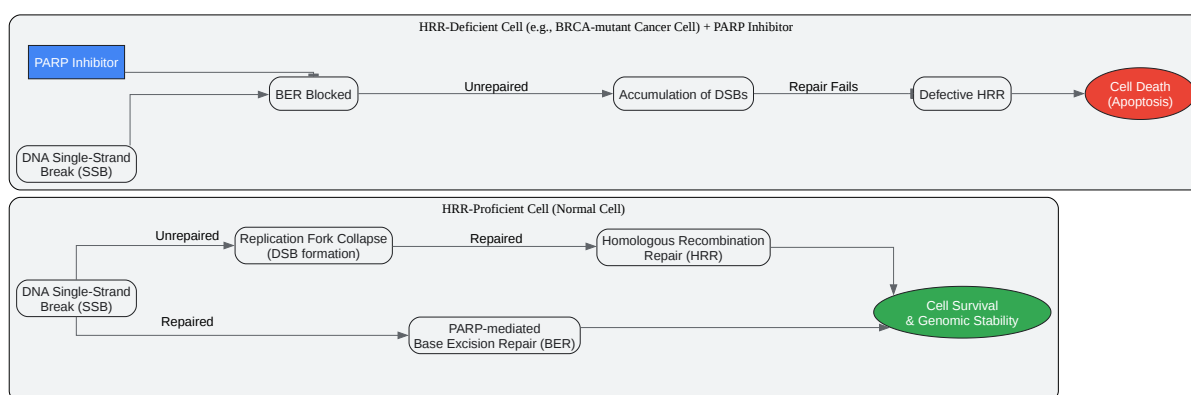 HRR-Deficient Cell (e.g., BRCA-mutant Cancer Cell) + PARP Inhibitor
PARP Inhibitor
BER Blocked
Unrepaired
Accumulation of DSBs
Repair Fails
Defective HRR
Cell Death
(Apoptosis)
DNA Single-Strand
Break (SSB)
HRR-Proficient Cell (Normal Cell)
Unrepaired
Replication Fork Collapse
(DSB formation)
Repaired
Homologous Recombination
Repair (HRR)
DNA Single-Strand
Break (SSB)
Repaired
PARP-mediated
Base Excision Repair (BER)
Cell Survival
& Genomic Stability